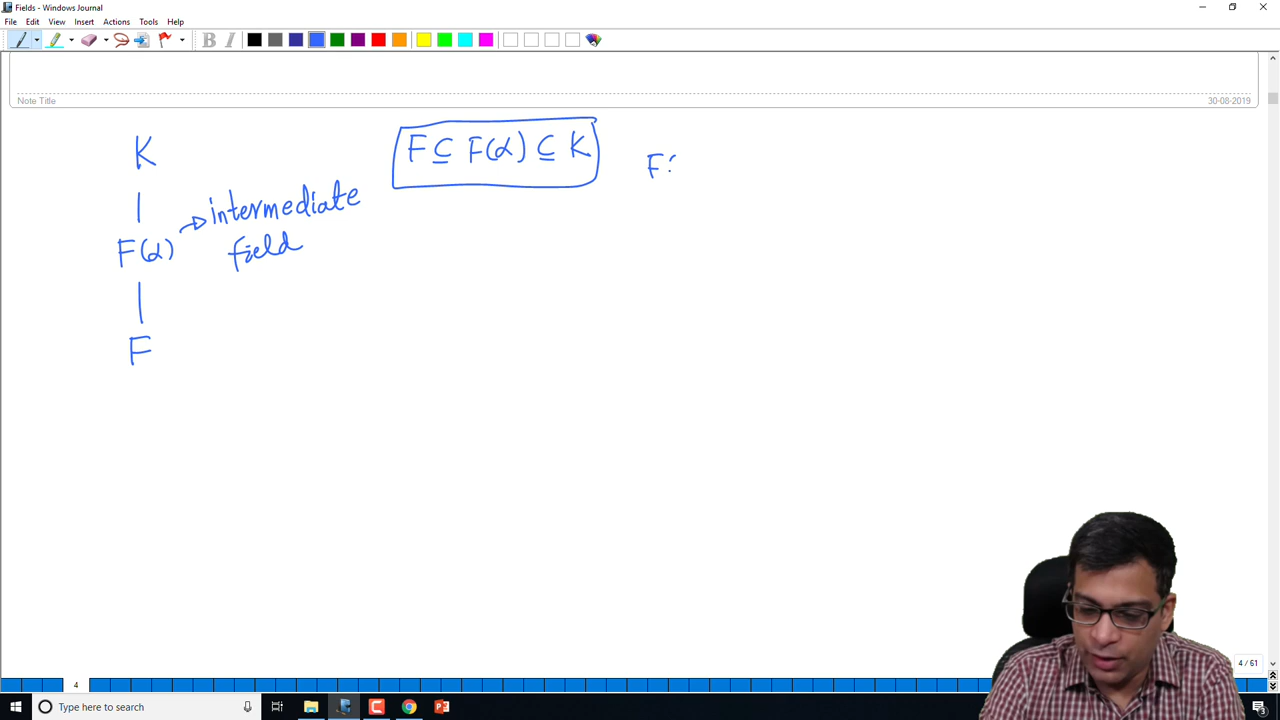 Fields - Windows Journal
File Edit View Insert Actions Tools Help
B I
Note Title 30-08-2019
K
F ⊆ F(α) ⊆ K
F:
intermediate
F(α)
field
F
4 / 61
4
Type here to search